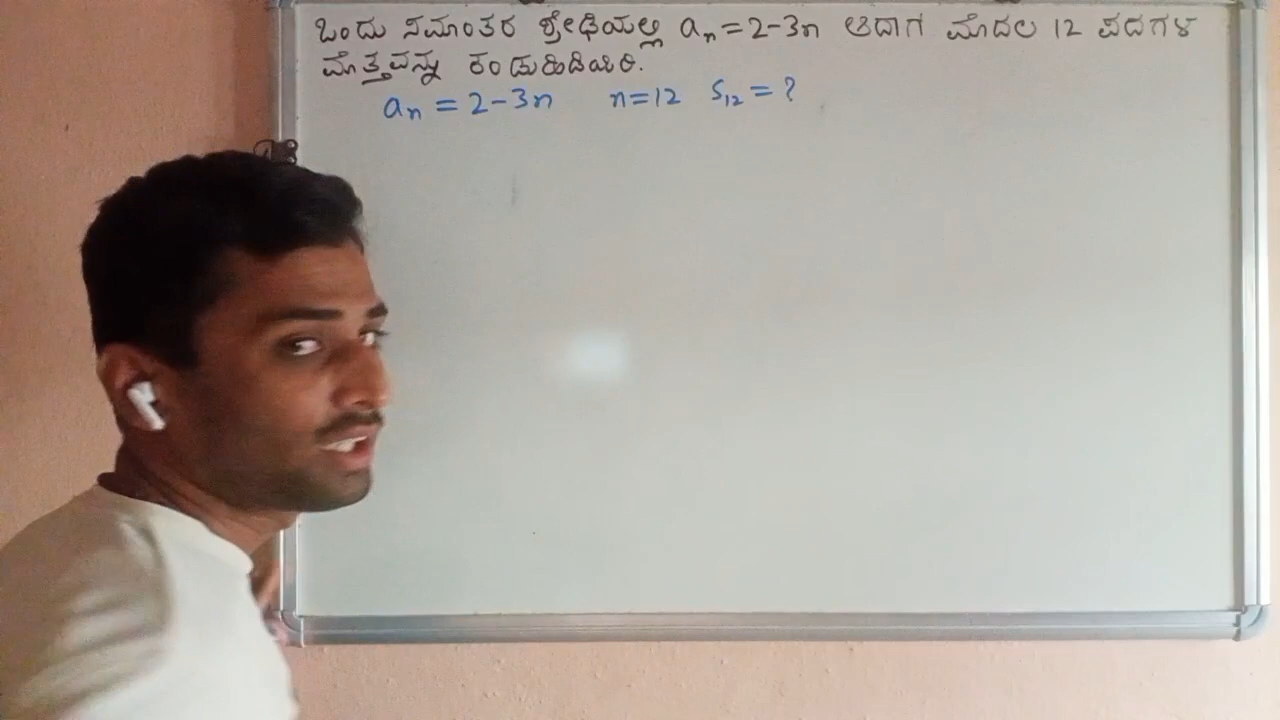 ಒಂದು ಸಮಾಂತರ ಶ್ರೇಢಿಯಲ್ಲಿ aₙ = 2-3n ಆದಾಗ ಮೊದಲ 12 ಪದಗಳ
ಮೊತ್ತವನ್ನು ಕಂಡುಹಿಡಿಯಿರಿ.
aₙ = 2-3n n=12 S₁₂ = ?